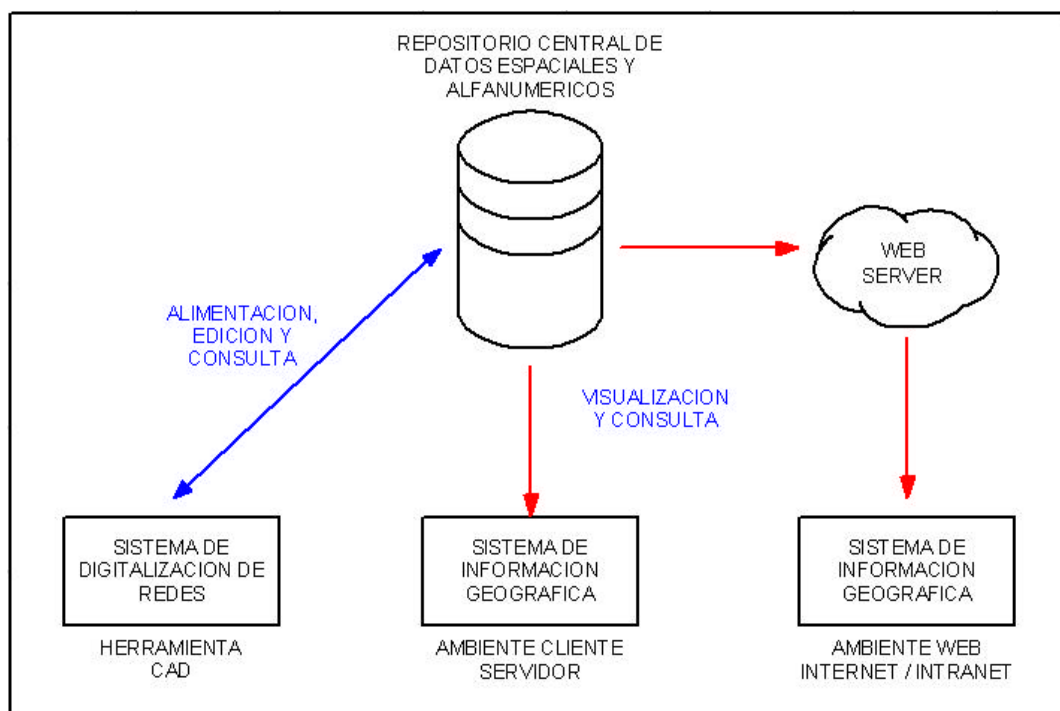 REPOSITORIO CENTRAL DE
DATOS ESPACIALES Y
ALFANUMERICOS
WEB
SERVER
ALIMENTACION,
EDICION Y
CONSULTA
VISUALIZACION
Y CONSULTA
SISTEMA DE
DIGITALIZACION DE
REDES
HERRAMIENTA
CAD
SISTEMA DE
INFORMACION
GEOGRAFICA
AMBIENTE CLIENTE
SERVIDOR
SISTEMA DE
INFORMACION
GEOGRAFICA
AMBIENTE WEB
INTERNET / INTRANET